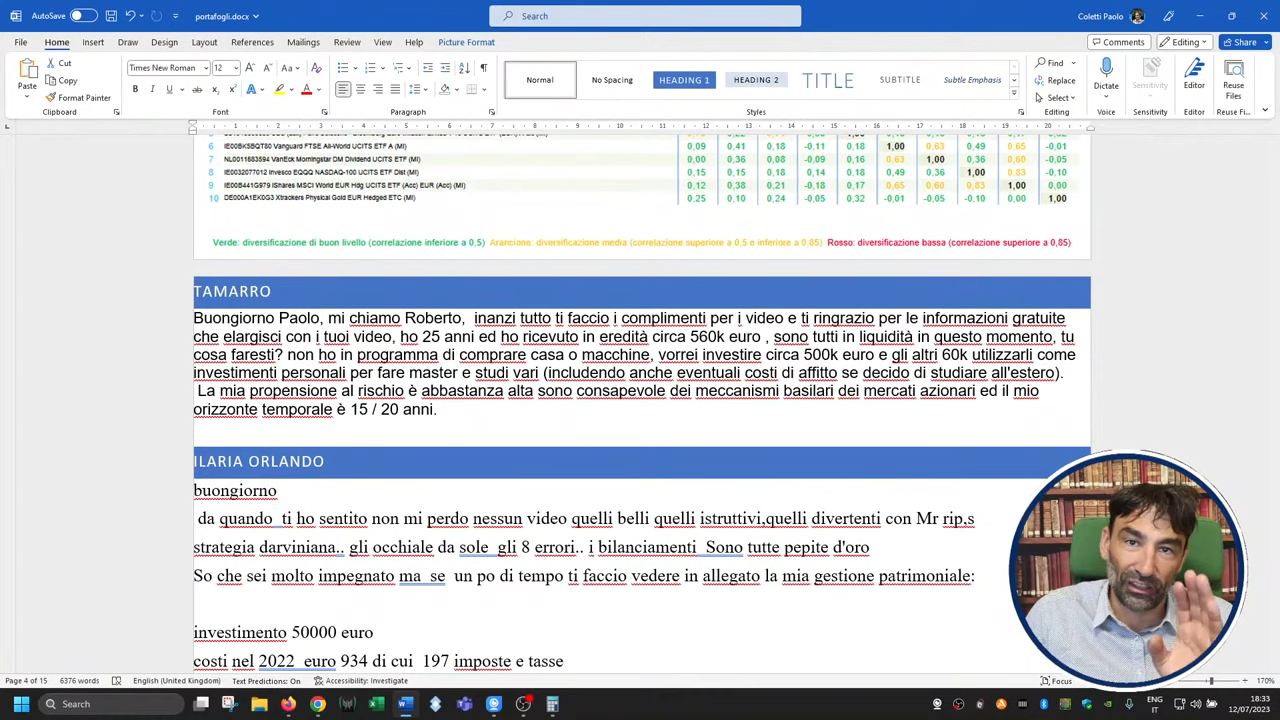 AutoSave
portafogli.docx
Search
Coletti Paolo
File Home Insert Draw Design Layout References Mailings Review View Help Picture Format
Comments Editing Share
Paste
Cut
Copy
Format Painter
Clipboard
Times New Roman 12
Font
Paragraph
Normal No Spacing HEADING 1 HEADING 2 TITLE SUBTITLE Subtle Emphasis
Styles
Find
Replace
Select
Editing
Dictate
Voice
Sensitivity
Sensitivity
Editor
Editor
Reuse Files
Reuse Files
6 IE00BK5BQT80 Vanguard FTSE All-World UCITS ETF A (MI) 0,09 0,41 0,18 -0,11 0,18 1,00 0,63 0,49 0,65 -0,01
7 NL0011683594 VanEck Morningstar DM Dividend UCITS ETF (MI) 0,00 0,36 0,08 -0,09 0,16 0,63 1,00 0,36 0,60 -0,05
8 IE0032077012 Invesco EQQQ NASDAQ-100 UCITS ETF Dist (MI) 0,15 0,15 0,18 -0,14 0,18 0,49 0,36 1,00 0,83 -0,10
9 IE00B441G979 iShares MSCI World EUR Hdg UCITS ETF (Acc) EUR (Acc) (MI) 0,12 0,38 0,21 -0,18 0,17 0,65 0,60 0,83 1,00 0,00
10 DE000A1EK0G3 Xtrackers Physical Gold EUR Hedged ETC (MI) 0,25 0,10 0,24 -0,05 0,32 -0,01 -0,05 -0,10 0,00 1,00
Verde: diversificazione di buon livello (correlazione inferiore a 0,5) Arancione: diversificazione media (correlazione superiore a 0,5 e inferiore a 0,85) Rosso: diversificazione bassa (correlazione superiore a 0,85)
TAMARRO
Buongiorno Paolo, mi chiamo Roberto, inanzi tutto ti faccio i complimenti per i video e ti ringrazio per le informazioni gratuite
che elargisci con i tuoi video, ho 25 anni ed ho ricevuto in eredità circa 560k euro , sono tutti in liquidità in questo momento, tu
cosa faresti? non ho in programma di comprare casa o macchine, vorrei investire circa 500k euro e gli altri 60k utilizzarli come
investimenti personali per fare master e studi vari (includendo anche eventuali costi di affitto se decido di studiare all'estero).
La mia propensione al rischio è abbastanza alta sono consapevole dei meccanismi basilari dei mercati azionari ed il mio
orizzonte temporale è 15 / 20 anni.
ILARIA ORLANDO
buongiorno
da quando ti ho sentito non mi perdo nessun video quelli belli quelli istruttivi,quelli divertenti con Mr rip,s
strategia darviniana.. gli occhiale da sole gli 8 errori.. i bilanciamenti Sono tutte pepite d'oro
So che sei molto impegnato ma se un po di tempo ti faccio vedere in allegato la mia gestione patrimoniale:
investimento 50000 euro
costi nel 2022 euro 934 di cui 197 imposte e tasse
Page 4 of 15 6376 words English (United Kingdom) Text Predictions: On Accessibility: Investigate Focus 170%
Search
ENG
IT
18:33
12/07/2023